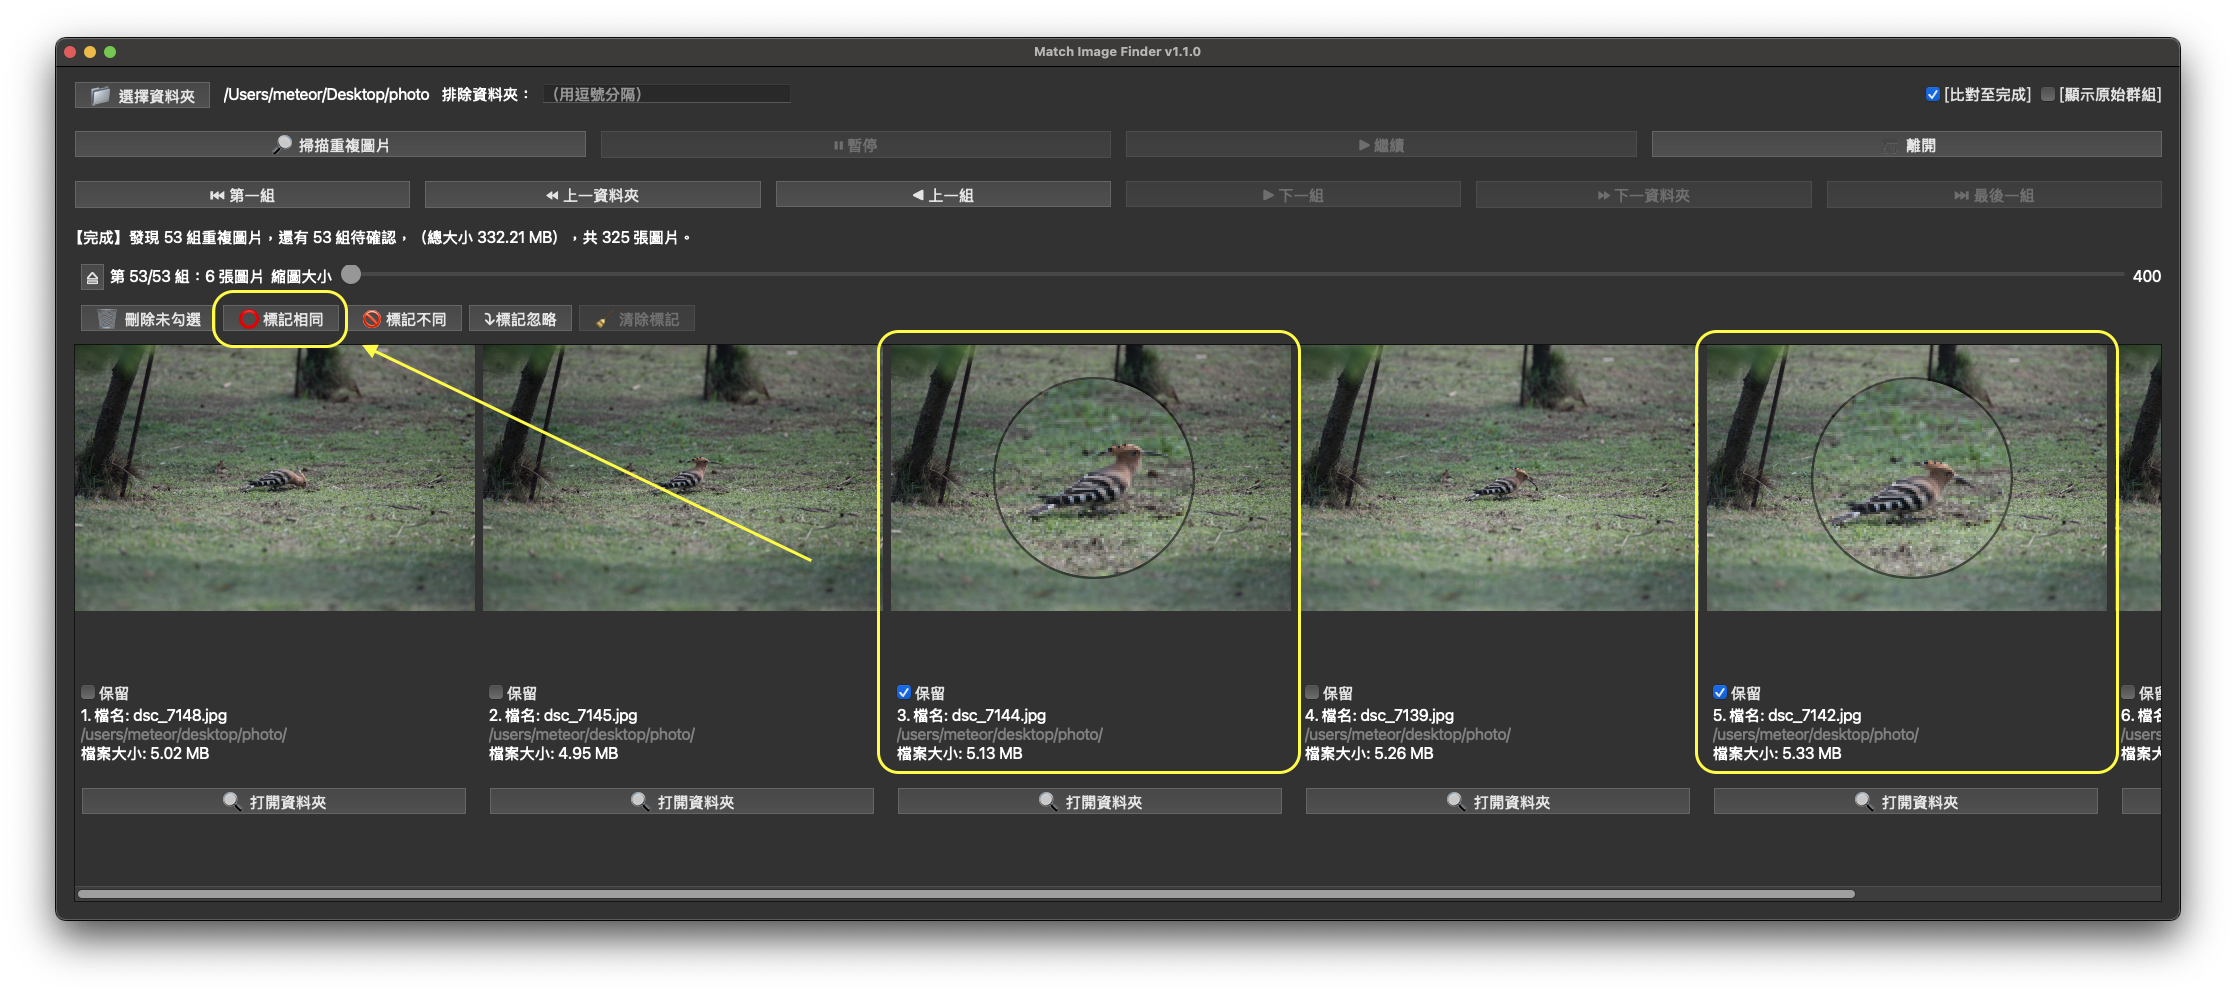 Match Image Finder v1.1.0
選擇資料夾 /Users/meteor/Desktop/photo 排除資料夾： （用逗號分隔） [比對至完成] [顯示原始群組]
掃描重複圖片 暫停 繼續 離開
第一組 上一資料夾 上一組 下一組 下一資料夾 最後一組
【完成】發現 53 組重複圖片，還有 53 組待確認，（總大小 332.21 MB），共 325 張圖片。
第 53/53 組：6 張圖片 縮圖大小 400
刪除未勾選 標記相同 標記不同 標記忽略 清除標記
保留 保留 保留 保留 保留
1. 檔名: dsc_7148.jpg 2. 檔名: dsc_7145.jpg 3. 檔名: dsc_7144.jpg 4. 檔名: dsc_7139.jpg 5. 檔名: dsc_7142.jpg 6.
/users/meteor/desktop/photo/ /users/meteor/desktop/photo/ /users/meteor/desktop/photo/ /users/meteor/desktop/photo/ /users/meteor/desktop/photo/
檔案大小: 5.02 MB 檔案大小: 4.95 MB 檔案大小: 5.13 MB 檔案大小: 5.26 MB 檔案大小: 5.33 MB
打開資料夾 打開資料夾 打開資料夾 打開資料夾 打開資料夾